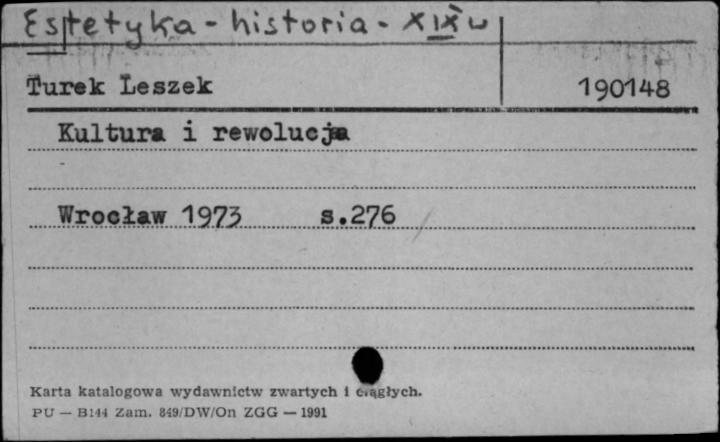 Estetyka - historia - XIX w
Turek Leszek 190148
Kultura i rewolucja
Wrocław 1973 s.276
Karta katalogowa wydawnictw zwartych i ciągłych.
PU — B144 Zam. 849/DW/On ZGG — 1991